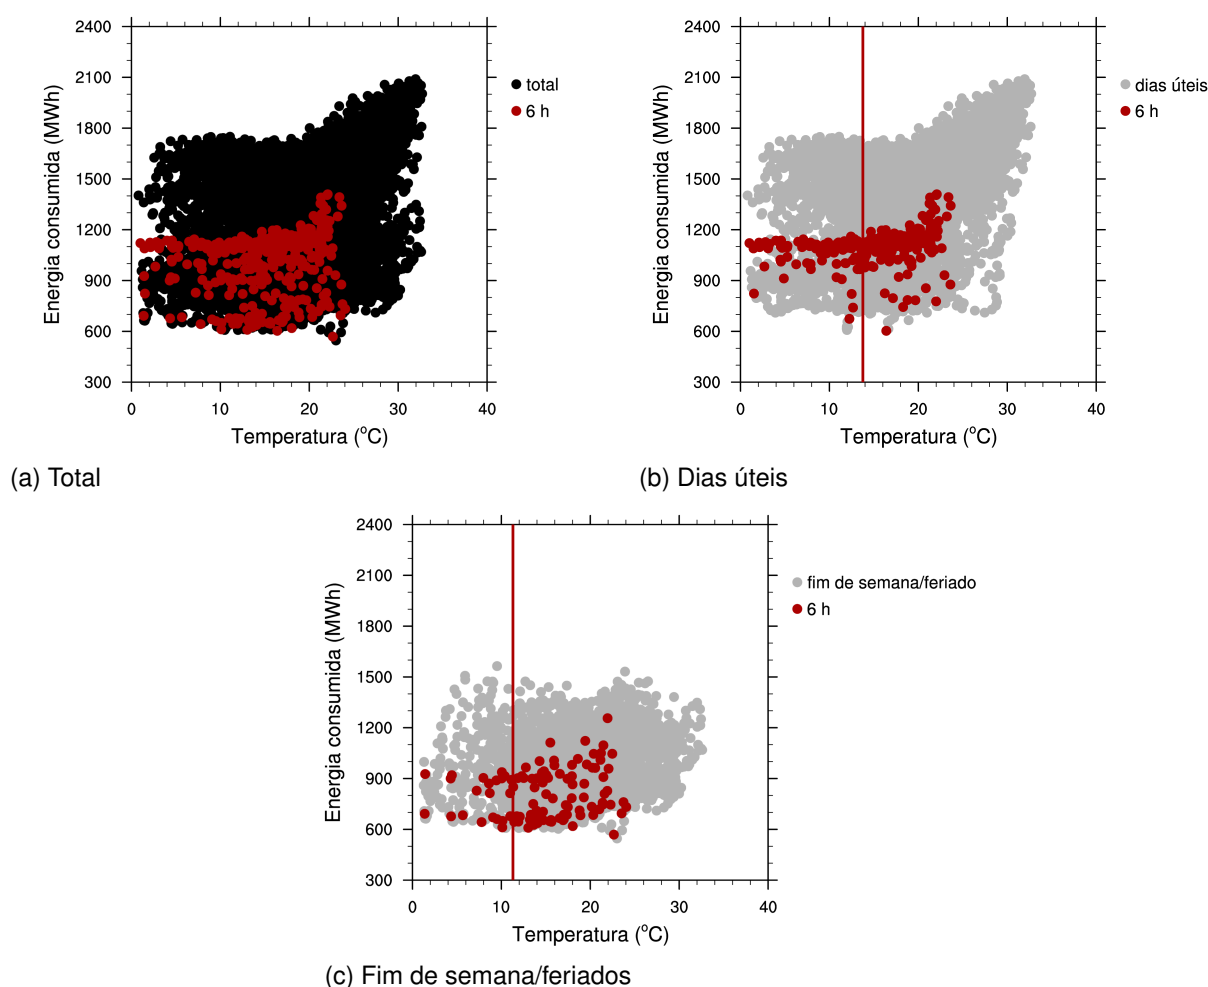 2400
2100
1800
1500
1200
900
600
300
Energia consumida (MWh)
0 10 20 30 40
Temperatura (°C)
total
6 h
(a) Total
2400
2100
1800
1500
1200
900
600
300
Energia consumida (MWh)
0 10 20 30 40
Temperatura (°C)
dias úteis
6 h
(b) Dias úteis
2400
2100
1800
1500
1200
900
600
300
Energia consumida (MWh)
0 10 20 30 40
Temperatura (°C)
fim de semana/feriado
6 h
(c) Fim de semana/feriados